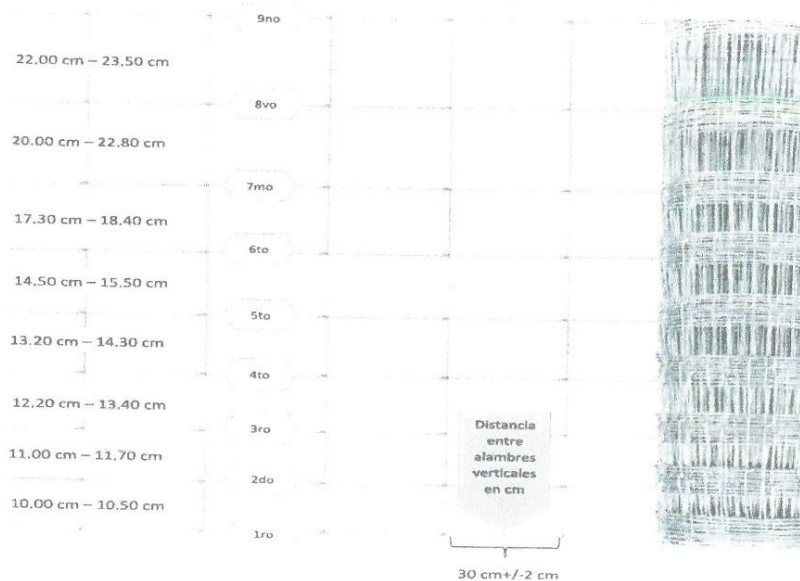 9no
22,00 cm – 23,50 cm
8vo
20,00 cm – 22,80 cm
7mo
17,30 cm – 18,40 cm
6to
14,50 cm – 15,50 cm
5to
13,20 cm – 14,30 cm
4to
12,20 cm – 13,40 cm
3ro
11,00 cm – 11,70 cm
2do
10,00 cm – 10,50 cm
1ro
Distancia
entre
alambres
verticales
en cm
30 cm+/-2 cm